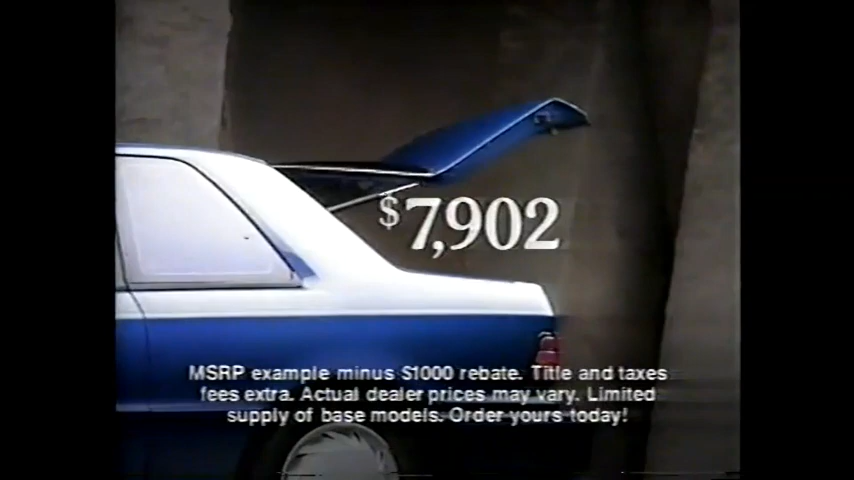 $7,902
MSRP example minus $1000 rebate. Title and taxes
fees extra. Actual dealer prices may vary. Limited
supply of base models. Order yours today!